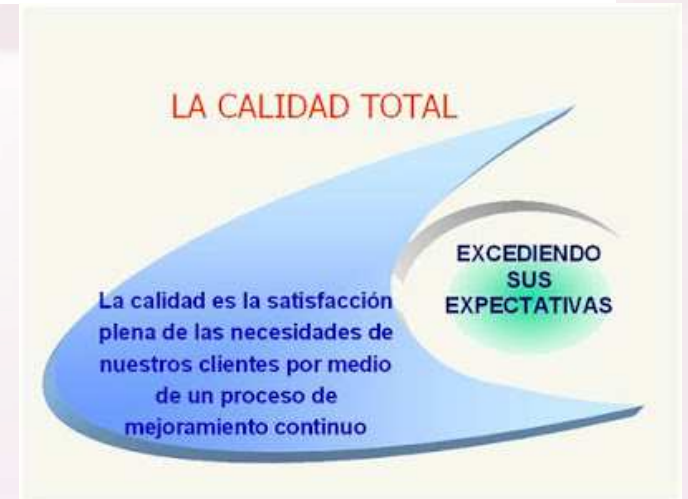 LA CALIDAD TOTAL
La calidad es la satisfacción
plena de las necesidades de
nuestros clientes por medio
de un proceso de
mejoramiento continuo
EXCEDIENDO
SUS
EXPECTATIVAS